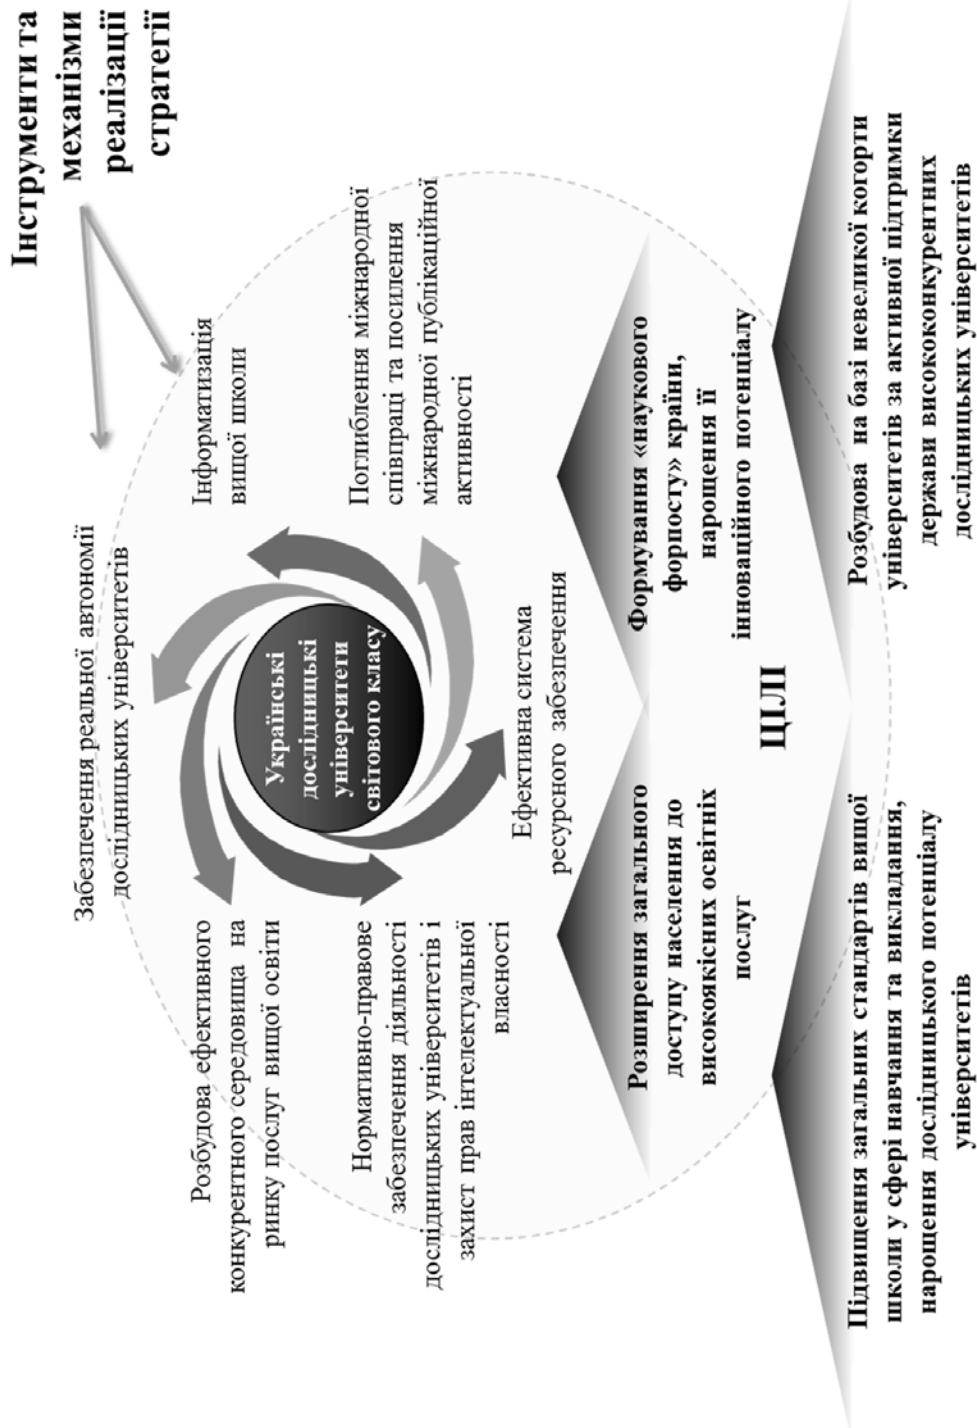 Інструменти та
механізми
реалізації
стратегії
Забезпечення реальної автономії
дослідницьких університетів
Розбудова ефективного
конкурентного середовища на
ринку послуг вищої освіти
Інформатизація
вищої школи
Українські
дослідницькі
університети
світового класу
Нормативно-правове
забезпечення діяльності
дослідницьких університетів і
захист прав інтелектуальної
власності
Поглиблення міжнародної
співпраці та посилення
міжнародної публікаційної
активності
Ефективна система
ресурсного забезпечення
Розширення загального
доступу населення до
високоякісних освітніх
послуг
Формування «наукового
форпосту» країни,
нарощення її
інноваційного потенціалу
ЦІЛІ
Підвищення загальних стандартів вищої
школи у сфері навчання та викладання,
нарощення дослідницького потенціалу
університетів
Розбудова на базі невеликої когорти
університетів за активної підтримки
держави висококонкурентних
дослідницьких університетів